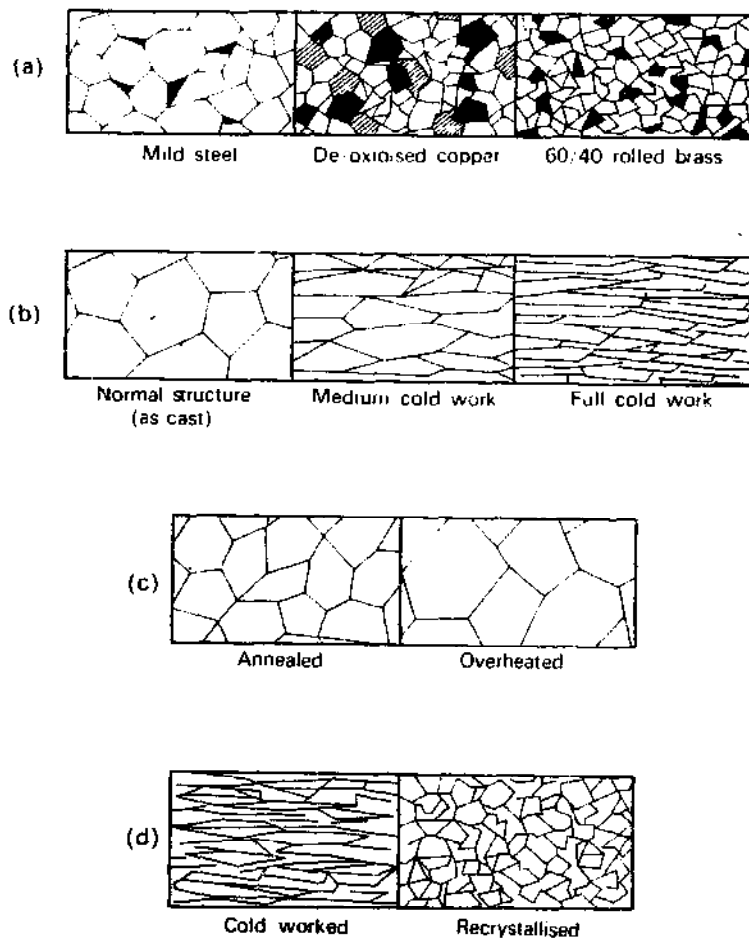 (a)
Mild steel
De-oxidised copper
60/40 rolled brass
(b)
Normal structure
(as cast)
Medium cold work
Full cold work
(c)
Annealed
Overheated
(d)
Cold worked
Recrystallised